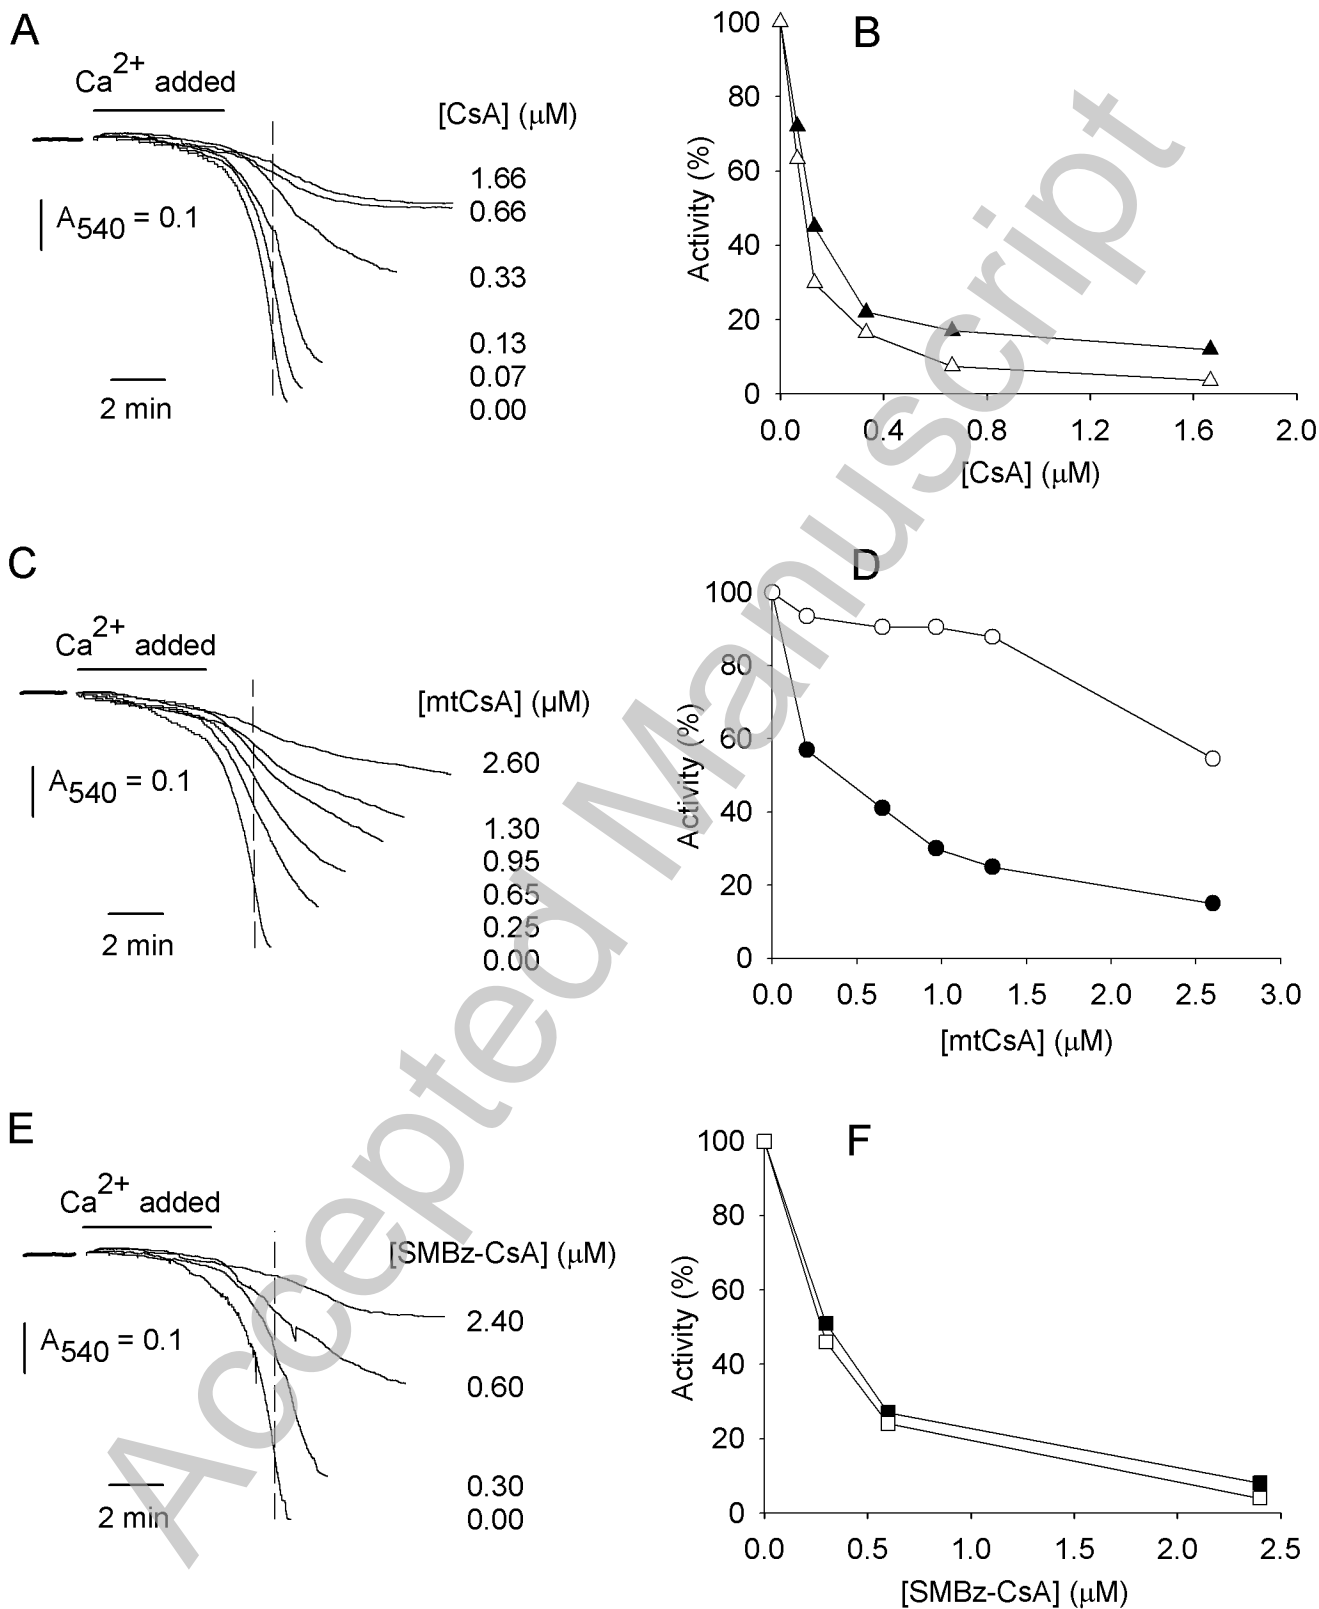 A
Ca2+ added
[CsA] (μM)
1.66
0.66
A540 = 0.1
0.33
0.13
0.07
0.00
2 min
B
100
80
60
40
20
0
Activity (%)
0.0 0.4 0.8 1.2 1.6 2.0
[CsA] (μM)
C
Ca2+ added
[mtCsA] (μM)
2.60
A540 = 0.1
1.30
0.95
0.65
0.25
0.00
2 min
D
100
80
60
40
20
0
Activity (%)
0.0 0.5 1.0 1.5 2.0 2.5 3.0
[mtCsA] (μM)
E
Ca2+ added
[SMBz-CsA] (μM)
2.40
A540 = 0.1
0.60
0.30
0.00
2 min
F
100
80
60
40
20
0
Activity (%)
0.0 0.5 1.0 1.5 2.0 2.5
[SMBz-CsA] (μM)
Accepted Manuscript